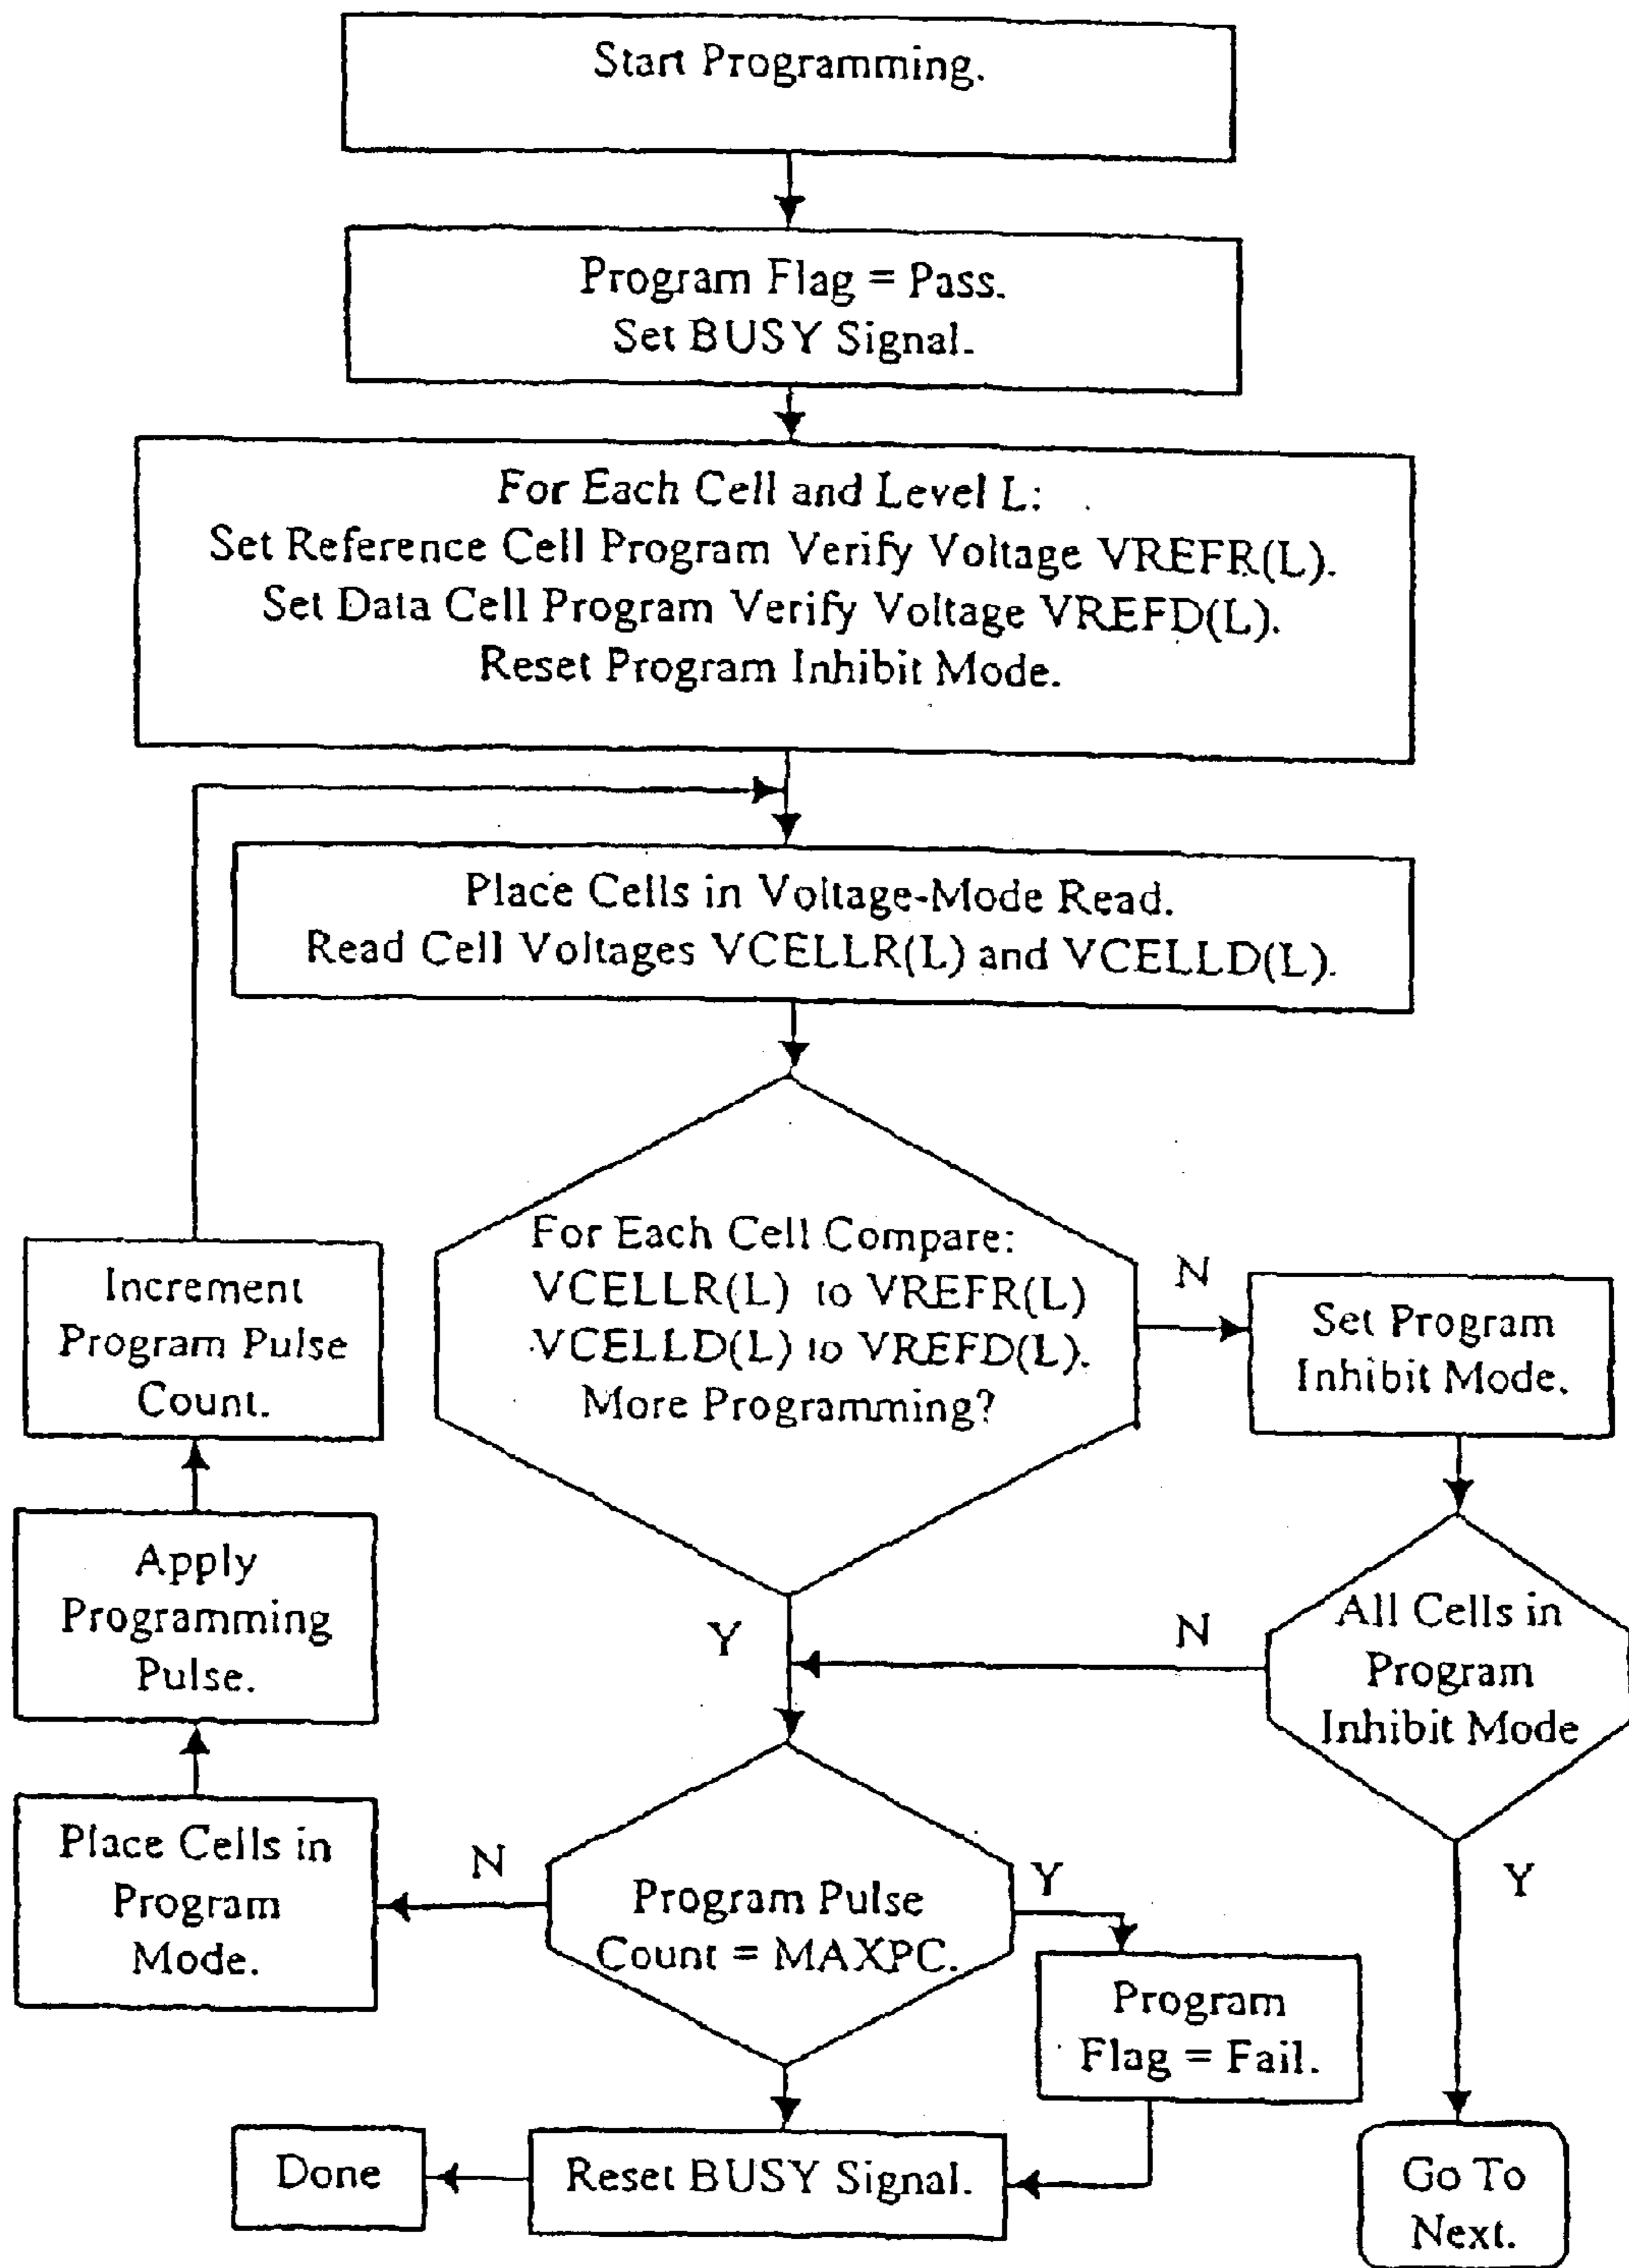 Start Programming.
Program Flag = Pass.
Set BUSY Signal.
For Each Cell and Level L:
Set Reference Cell Program Verify Voltage VREFR(L).
Set Data Cell Program Verify Voltage VREFD(L).
Reset Program Inhibit Mode.
Place Cells in Voltage-Mode Read.
Read Cell Voltages VCELLR(L) and VCELLD(L).
For Each Cell Compare:
VCELLR(L) to VREFR(L)
VCELLD(L) to VREFD(L).
More Programming?
N
Set Program
Inhibit Mode.
Increment
Program Pulse
Count.
Apply
Programming
Pulse.
Y
N
All Cells in
Program
Inhibit Mode
Place Cells in
Program
Mode.
N
Program Pulse
Count = MAXPC.
Y
Y
Program
Flag = Fail.
Done
Reset BUSY Signal.
Go To
Next.